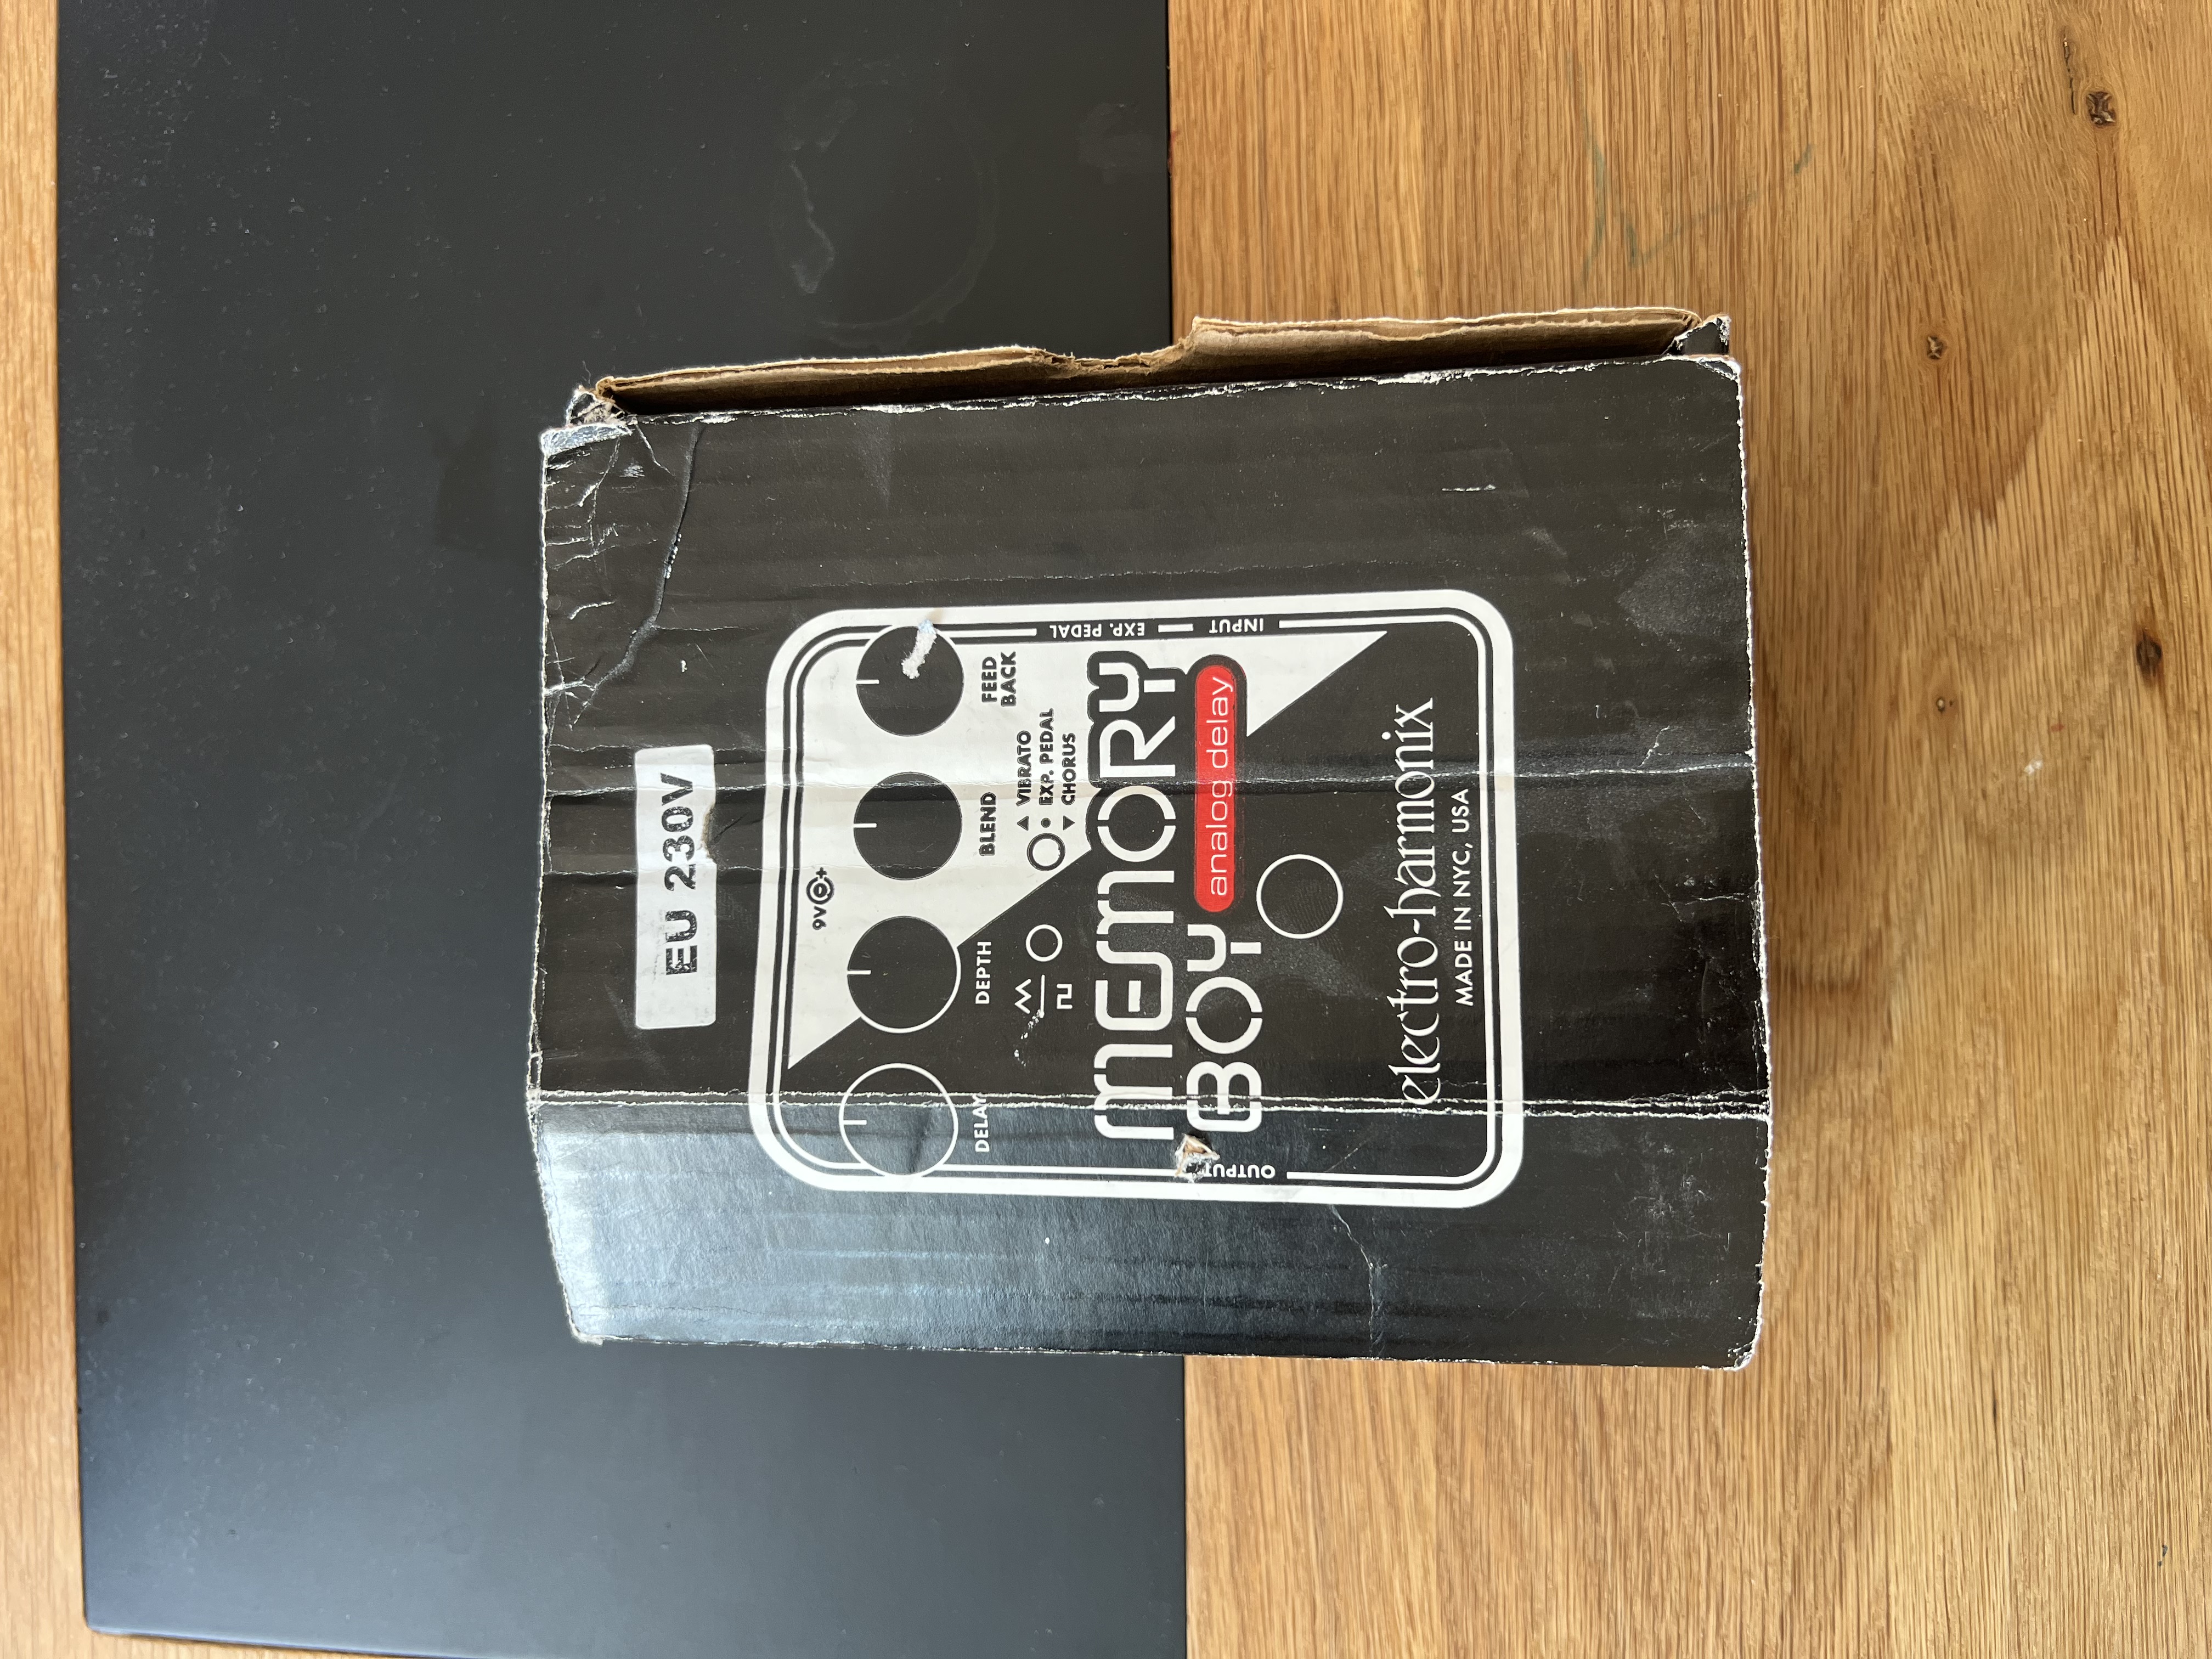 EU 230V
9V
DELAY
DEPTH
BLEND
FEED
BACK
VIBRATO
EXP. PEDAL
CHORUS
OUTPUT
EXP. PEDAL
INPUT
MEMORY
BOY analog delay
electro-harmonix
MADE IN NYC, USA